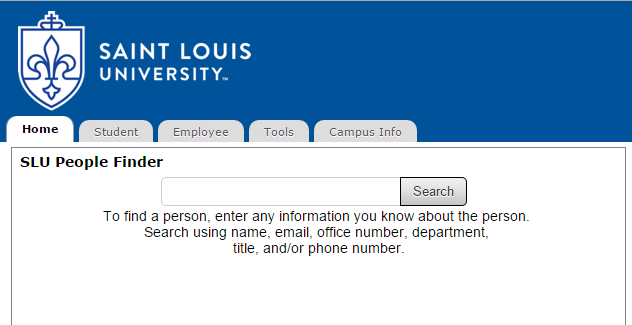 SAINT LOUIS
UNIVERSITY™
Home Student Employee Tools Campus Info
SLU People Finder
Search
To find a person, enter any information you know about the person.
Search using name, email, office number, department,
title, and/or phone number.